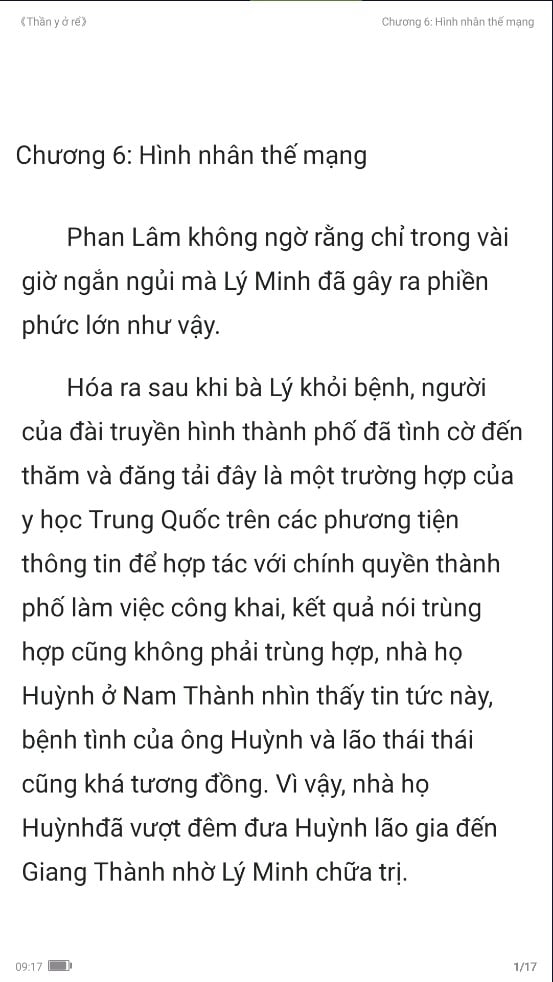 《Thần y ở rể》
Chương 6: Hình nhân thế mạng
Chương 6: Hình nhân thế mạng
Phan Lâm không ngờ rằng chỉ trong vài
giờ ngắn ngủi mà Lý Minh đã gây ra phiền
phức lớn như vậy.
Hóa ra sau khi bà Lý khỏi bệnh, người
của đài truyền hình thành phố đã tình cờ đến
thăm và đăng tải đây là một trường hợp của
y học Trung Quốc trên các phương tiện
thông tin để hợp tác với chính quyền thành
phố làm việc công khai, kết quả nói trùng
hợp cũng không phải trùng hợp, nhà họ
Huỳnh ở Nam Thành nhìn thấy tin tức này,
bệnh tình của ông Huỳnh và lão thái thái
cũng khá tương đồng. Vì vậy, nhà họ
Huỳnhđã vượt đêm đưa Huỳnh lão gia đến
Giang Thành nhờ Lý Minh chữa trị.
09:17
1/17